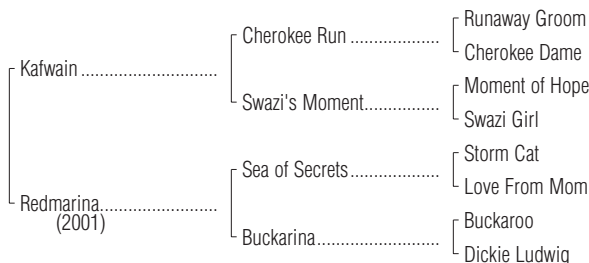 Runaway Groom
Cherokee Run ...................
Cherokee Dame
Kafwain .............................
Moment of Hope
Swazi's Moment................
Swazi Girl
Storm Cat
Sea of Secrets...................
Love From Mom
Redmarina.........................
(2001)
Buckaroo
Buckarina..........................
Dickie Ludwig